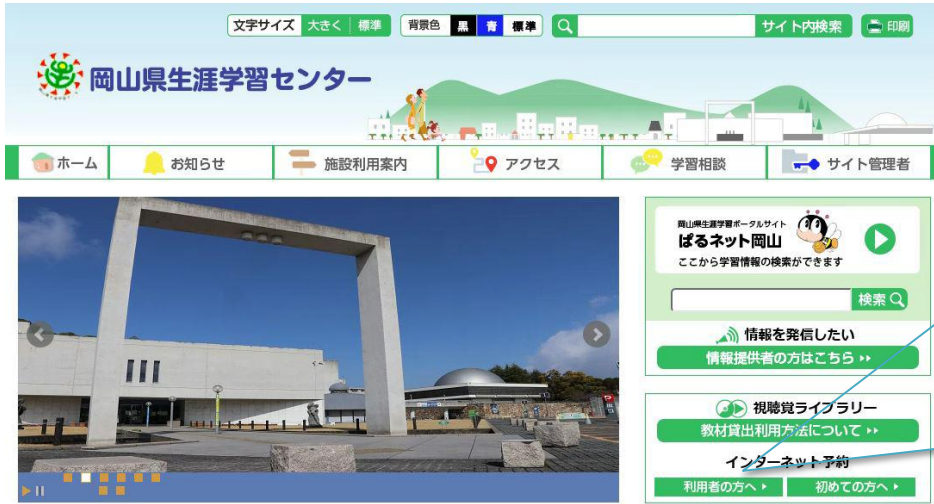 文字サイズ 大きく 標準 背景色 黒 青 標準 サイト内検索 印刷
岡山県生涯学習センター
ホーム お知らせ 施設利用案内 アクセス 学習相談 サイト管理者
岡山県生涯学習ポータルサイト
ぱるネット岡山
ここから学習情報の検索ができます
検索
情報を発信したい
情報提供者の方はこちら
視聴覚ライブラリー
教材貸出利用方法について
インターネット予約
利用者の方へ 初めての方へ